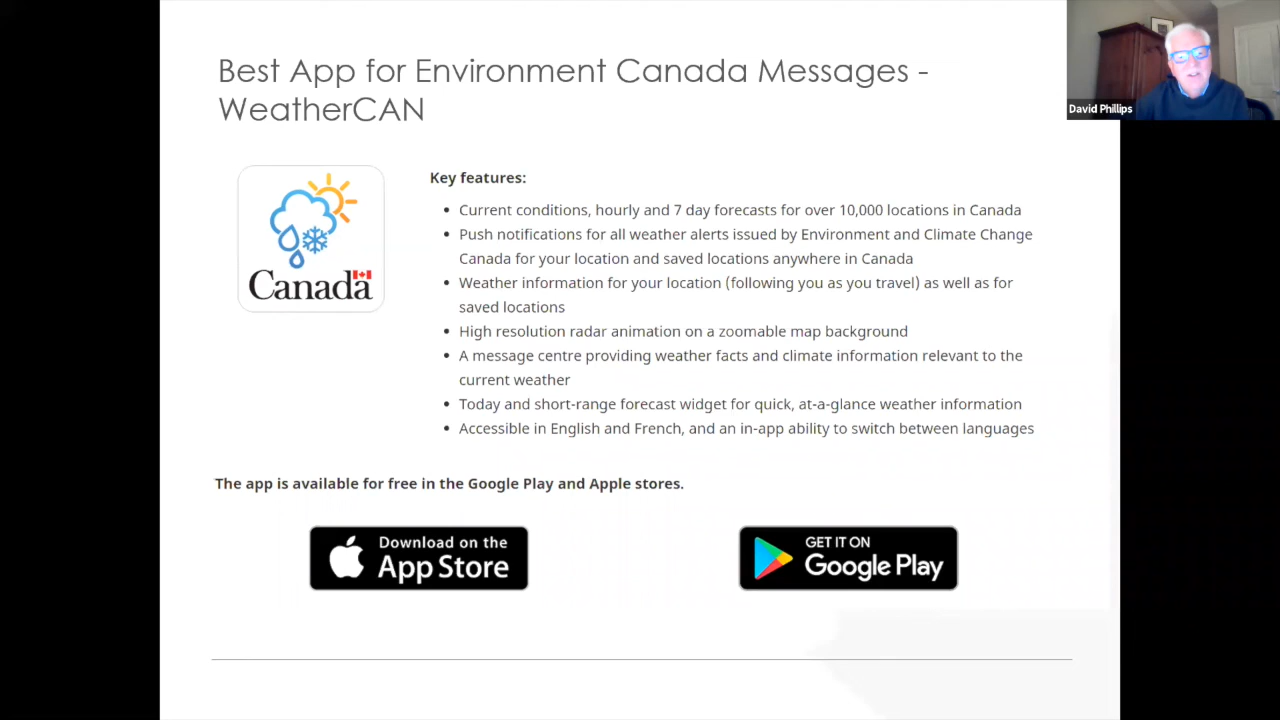 Best App for Environment Canada Messages -
WeatherCAN
David Phillips
Canada
Key features:
• Current conditions, hourly and 7 day forecasts for over 10,000 locations in Canada
• Push notifications for all weather alerts issued by Environment and Climate Change
Canada for your location and saved locations anywhere in Canada
• Weather information for your location (following you as you travel) as well as for
saved locations
• High resolution radar animation on a zoomable map background
• A message centre providing weather facts and climate information relevant to the
current weather
• Today and short-range forecast widget for quick, at-a-glance weather information
• Accessible in English and French, and an in-app ability to switch between languages
The app is available for free in the Google Play and Apple stores.
Download on the
App Store
GET IT ON
Google Play